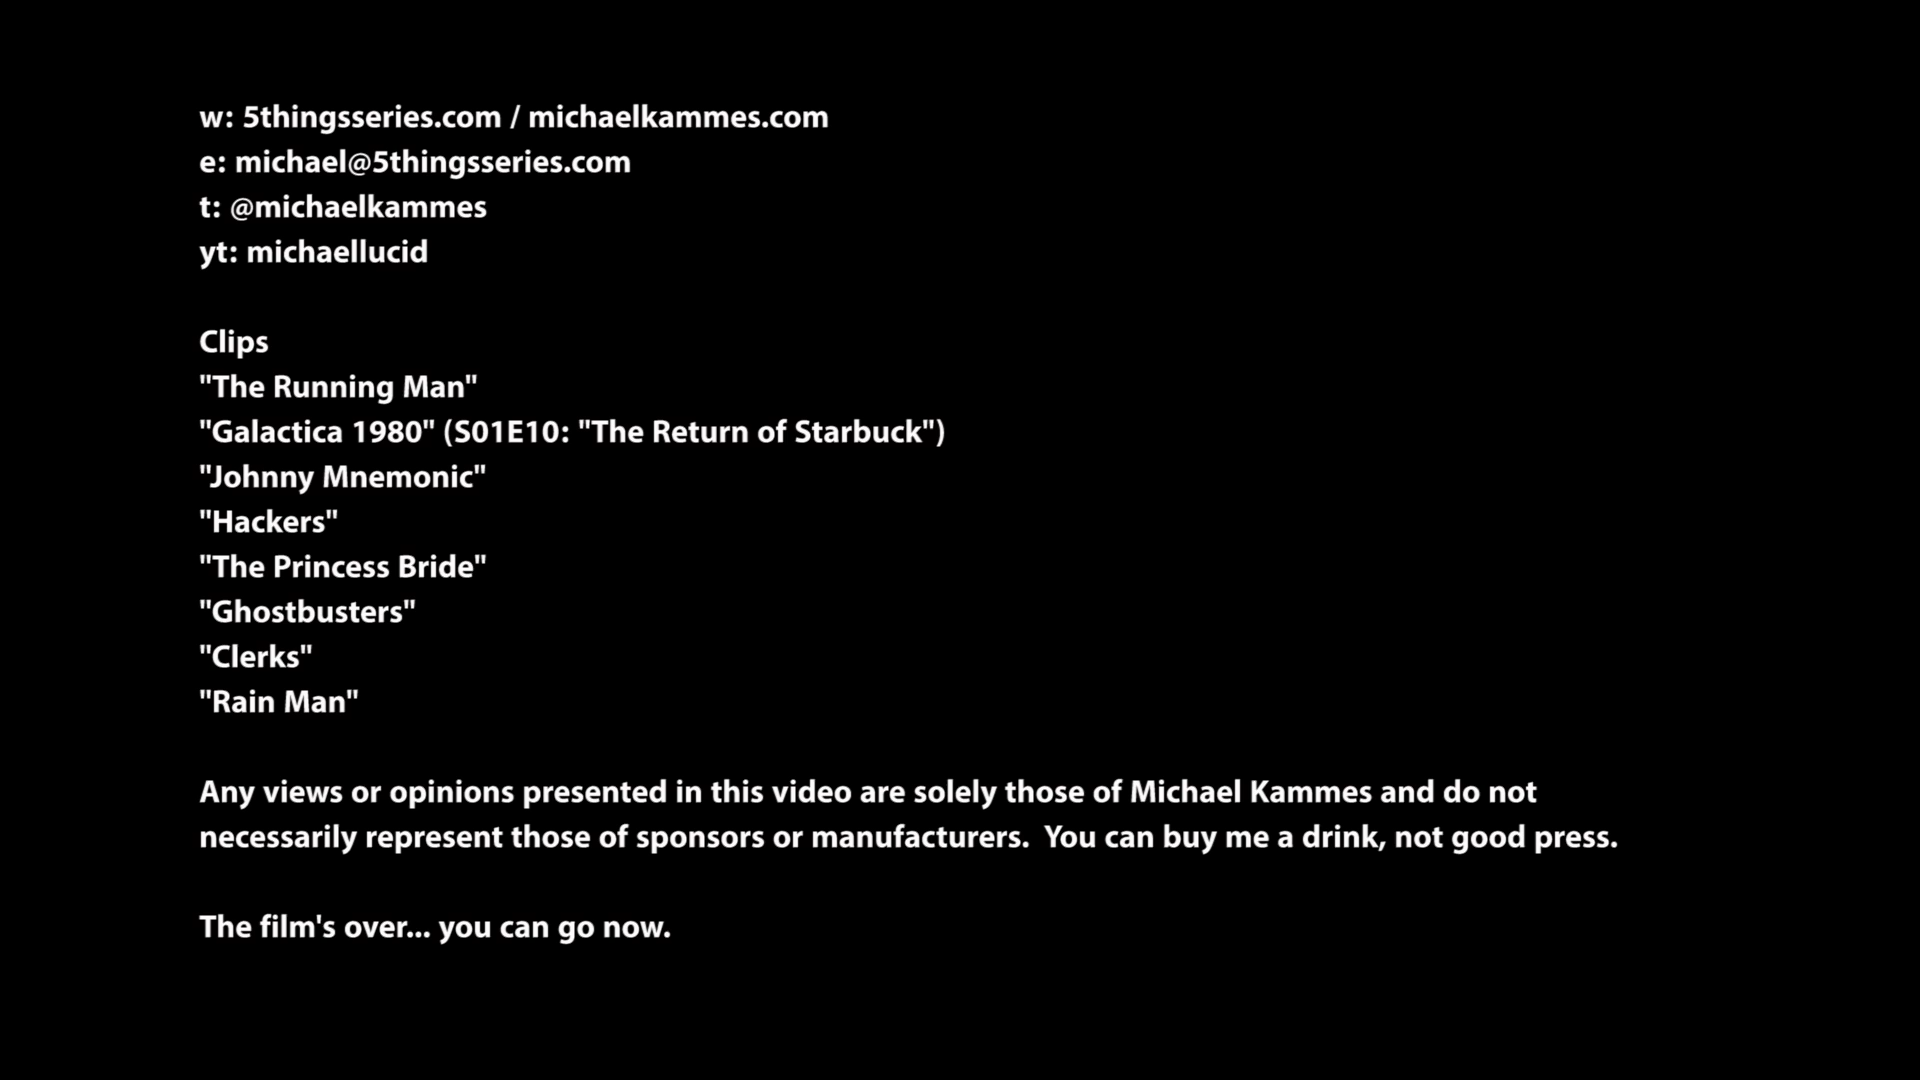 w: 5thingsseries.com / michaelkammes.com
e: michael@5thingsseries.com
t: @michaelkammes
yt: michaellucid
Clips
"The Running Man"
"Galactica 1980" (S01E10: "The Return of Starbuck")
"Johnny Mnemonic"
"Hackers"
"The Princess Bride"
"Ghostbusters"
"Clerks"
"Rain Man"
Any views or opinions presented in this video are solely those of Michael Kammes and do not
necessarily represent those of sponsors or manufacturers.  You can buy me a drink, not good press.
The film's over... you can go now.